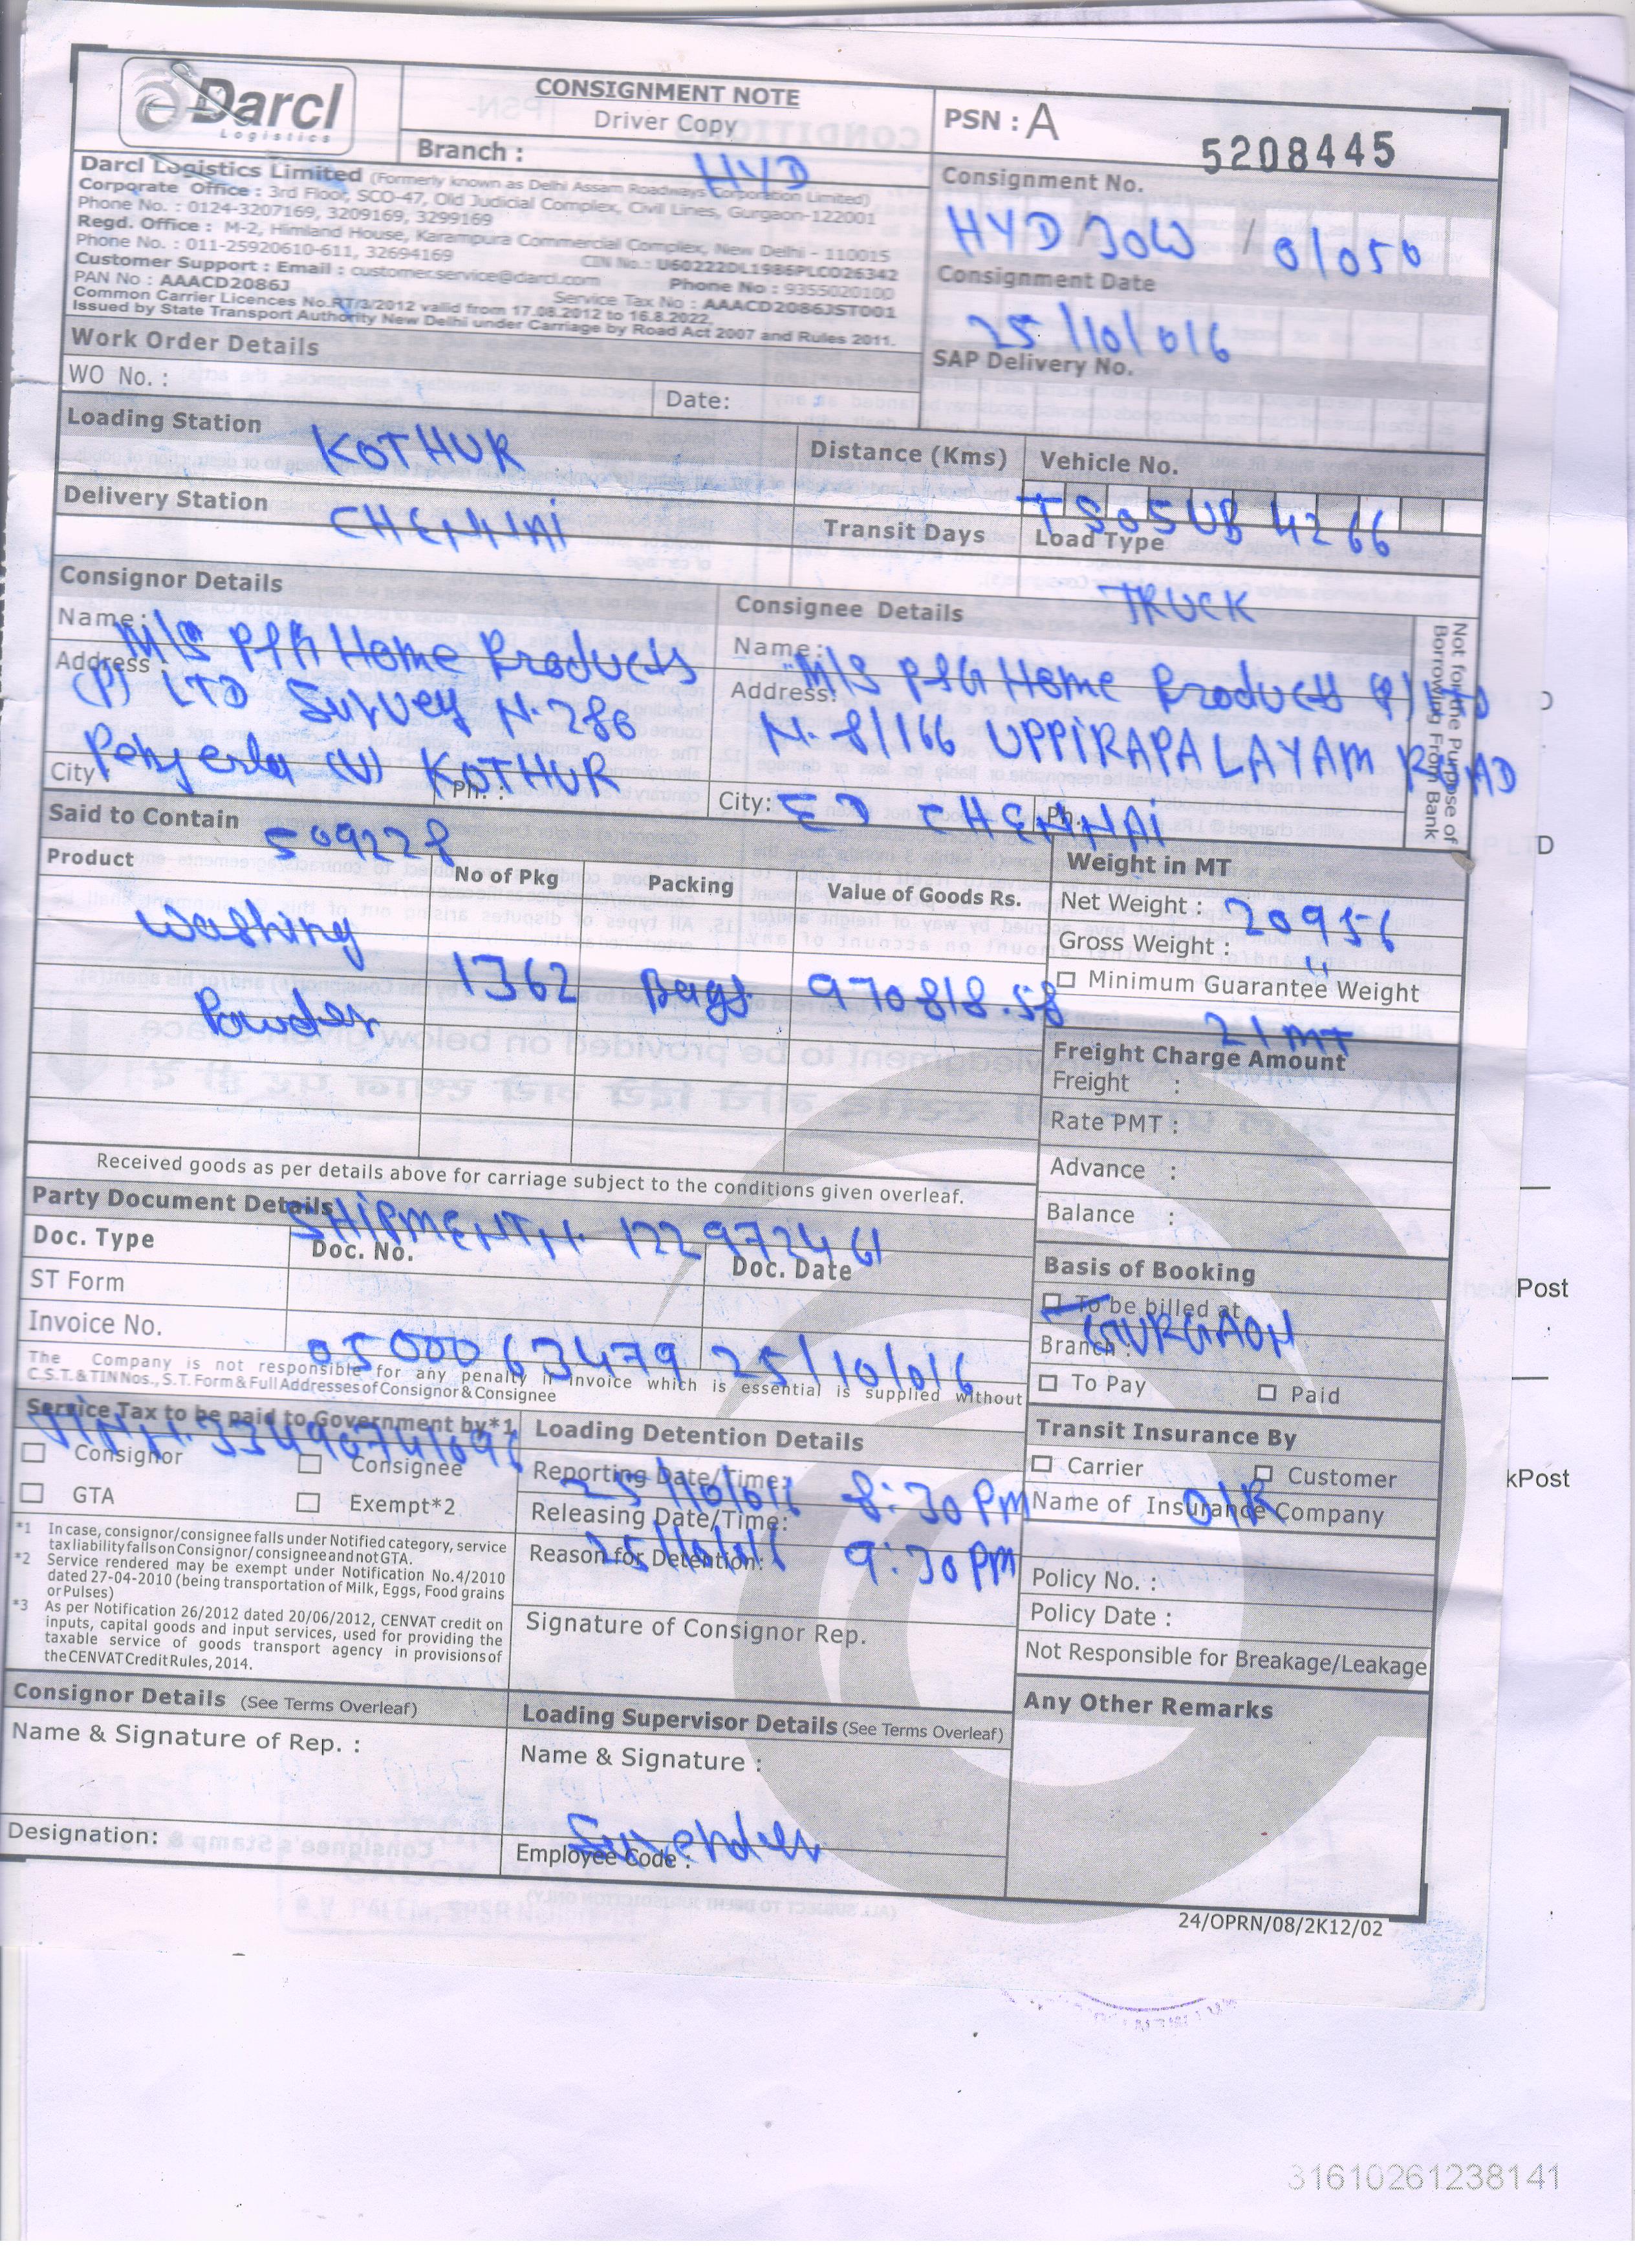 Darcl
Logistics
CONSIGNMENT NOTE
Driver Copy
Branch :
HYD
PSN : A
5208445
Darcl Logistics Limited (Formerly known as Delhi Assam Roadways Corporation Limited)
Corporate Office : 3rd Floor, SCO-47, Old Judicial Complex, Civil Lines, Gurgaon-122001
Phone No. : 0124-3207169, 3209169, 3299169
Regd. Office : M-2, Himland House, Karampura Commercial Complex, New Delhi - 110015
Phone No. : 011-25920610-611, 32694169 CIN No.: U60222DL1986PLC026342
Customer Support : Email : customer.service@darcl.com Phone No : 9355020100
PAN No : AAACD2086J Service Tax No : AAACD2086JST001
Common Carrier Licences No.RT/3/2012 valid from 17.08.2012 to 16.8.2022.
Issued by State Transport Authority New Delhi under Carriage by Road Act 2007 and Rules 2011.
Consignment No.
HYD/JOW/01050
Consignment Date
25/10/016
SAP Delivery No.
Work Order Details
WO No. :
Date:
Loading Station
KOTHUR
Distance (Kms)
Vehicle No.
TS05UB 4266
Delivery Station
CHENNAi
Transit Days
Load Type
TRUCK
Consignor Details
Name:
M/S P&G Home Products
Address :
(P) LTD Survey N. 286
Penjerla (V) KOTHUR
City :
Ph. :
509228
Consignee Details
Name:
M/S P&G Home Products P/LTD
Address:
N. 8/166 UPPiRAPALAYAM ROAD
City:
ED CHENNAi
Ph.
Not for the Purpose of
Borrowing From Bank
Said to Contain
Product
No of Pkg
Packing
Value of Goods Rs.
Washing
Powder
1362
Bags
970818.58
Weight in MT
Net Weight : 20956
Gross Weight : "
Minimum Guarantee Weight
21 MT
Freight Charge Amount
Freight :
Rate PMT :
Advance :
Balance :
Received goods as per details above for carriage subject to the conditions given overleaf.
Party Document Details
SHiPMENT N. 122972461
Doc. Type
Doc. No.
Doc. Date
ST Form
Invoice No.
0500063479 25/10/016
The Company is not responsible for any penalty if invoice which is essential is supplied without
C.S.T.&TINNos., S.T. Form&Full Addresses of Consignor&Consignee
Basis of Booking
To be billed at
GURGAON
Branch :
To Pay
Paid
Service Tax to be paid to Government by*1
Consignor
Consignee
GTA
Exempt*2
Loading Detention Details
Reporting Date/Time:
25/10/016 8:30 PM
Releasing Date/Time:
25/10/016 9:30 PM
Reason for Detention:
Transit Insurance By
Carrier
Customer
Name of Insurance Company
O/R
Policy No. :
Policy Date :
Not Responsible for Breakage/Leakage
*1 In case, consignor/consignee falls under Notified category, service
tax liability falls on Consignor/consignee and not GTA.
*2 Service rendered may be exempt under Notification No.4/2010
dated 27-04-2010 (being transportation of Milk, Eggs, Food grains
or Pulses)
*3 As per Notification 26/2012 dated 20/06/2012, CENVAT credit on
inputs, capital goods and input services, used for providing the
taxable service of goods transport agency in provisions of
the CENVAT Credit Rules, 2014.
Signature of Consignor Rep.
Consignor Details (See Terms Overleaf)
Name & Signature of Rep. :
Designation:
Loading Supervisor Details (See Terms Overleaf)
Name & Signature :
Surender
Employee Code :
Any Other Remarks
24/OPRN/08/2K12/02
D
D
Post
kPost
31610261238141